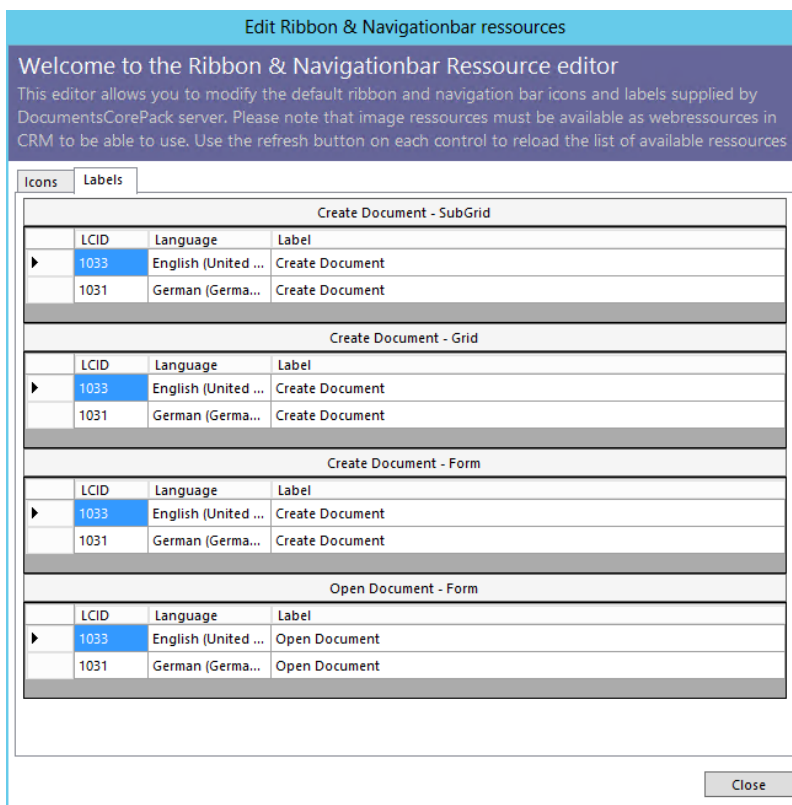 Edit Ribbon & Navigationbar ressources
Welcome to the Ribbon & Navigationbar Ressource editor
This editor allows you to modify the default ribbon and navigation bar icons and labels supplied by
DocumentsCorePack server. Please note that image ressources must be available as webressources in
CRM to be able to use. Use the refresh button on each control to reload the list of available ressources
Icons Labels
Create Document - SubGrid
LCID Language Label
1033 English (United ... Create Document
1031 German (Germa... Create Document
Create Document - Grid
LCID Language Label
1033 English (United ... Create Document
1031 German (Germa... Create Document
Create Document - Form
LCID Language Label
1033 English (United ... Create Document
1031 German (Germa... Create Document
Open Document - Form
LCID Language Label
1033 English (United ... Open Document
1031 German (Germa... Open Document
Close